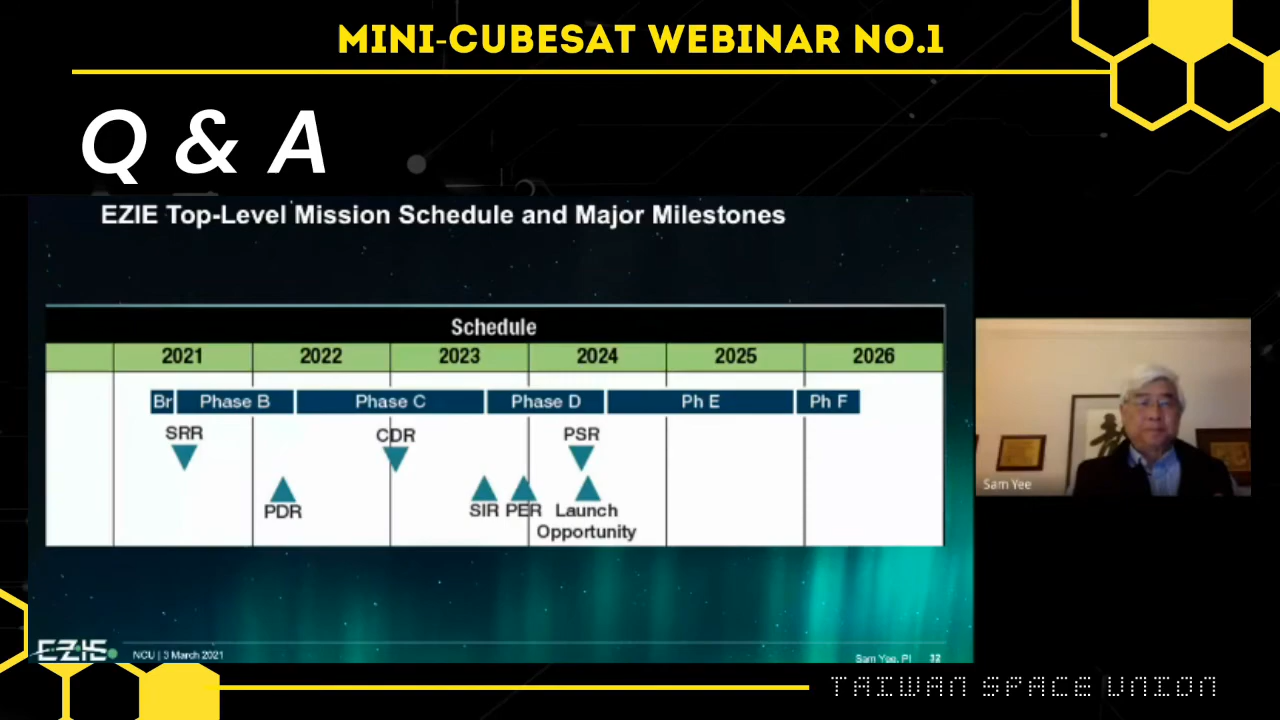 MINI-CUBESAT WEBINAR NO.1
Q & A
EZIE Top-Level Mission Schedule and Major Milestones
Schedule
2021 2022 2023 2024 2025 2026
Br Phase B Phase C Phase D Ph E Ph F
SRR CDR PSR
PDR SIR PER Launch
Opportunity
Sam Yee
EZIE NCU | 3 March 2021 Sam Yee, PI 32
TAIWAN SPACE UNION